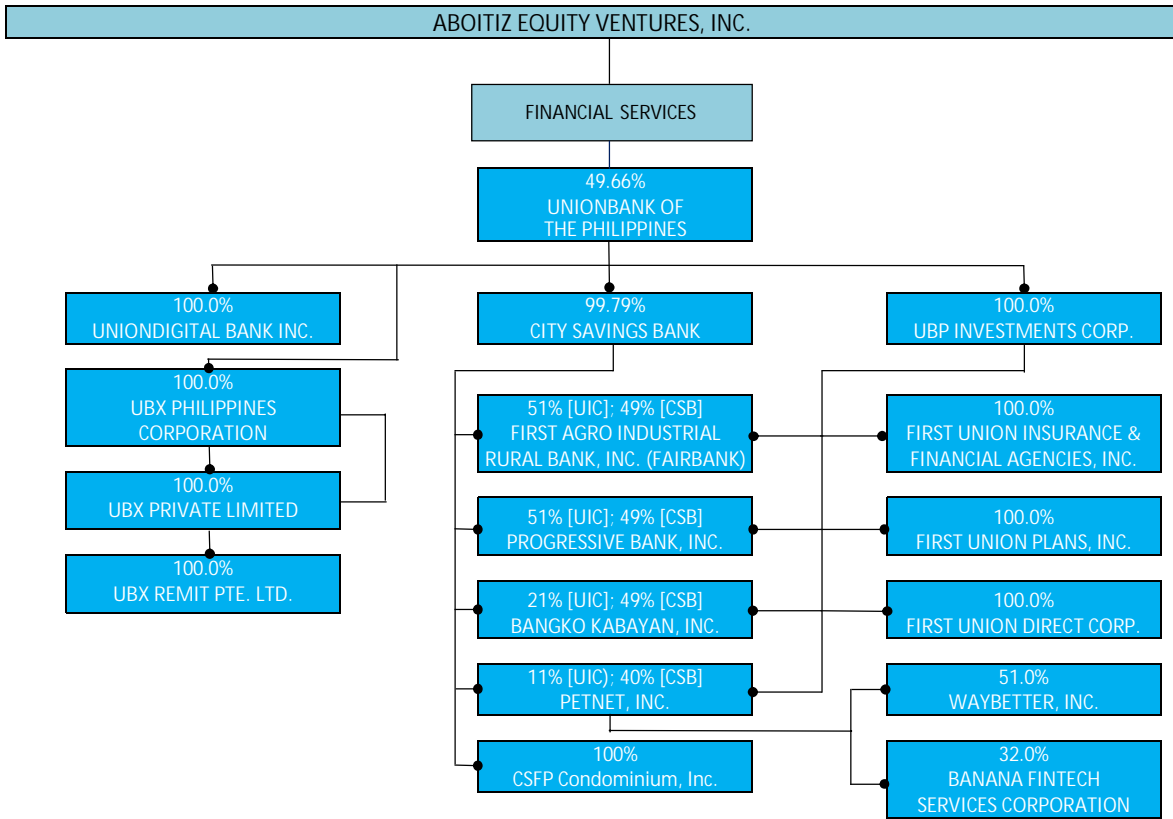 ABOITIZ EQUITY VENTURES, INC.
FINANCIAL SERVICES
49.66%
UNIONBANK OF
THE PHILIPPINES
100.0%
UNIONDIGITAL BANK INC.
99.79%
CITY SAVINGS BANK
100.0%
UBP INVESTMENTS CORP.
100.0%
UBX PHILIPPINES
CORPORATION
51% [UIC]; 49% [CSB]
FIRST AGRO INDUSTRIAL
RURAL BANK, INC. (FAIRBANK)
100.0%
FIRST UNION INSURANCE &
FINANCIAL AGENCIES, INC.
100.0%
UBX PRIVATE LIMITED
51% [UIC]; 49% [CSB]
PROGRESSIVE BANK, INC.
100.0%
FIRST UNION PLANS, INC.
100.0%
UBX REMIT PTE. LTD.
21% [UIC]; 49% [CSB]
BANGKO KABAYAN, INC.
100.0%
FIRST UNION DIRECT CORP.
11% [UIC); 40% [CSB]
PETNET, INC.
51.0%
WAYBETTER, INC.
100%
CSFP Condominium, Inc.
32.0%
BANANA FINTECH
SERVICES CORPORATION